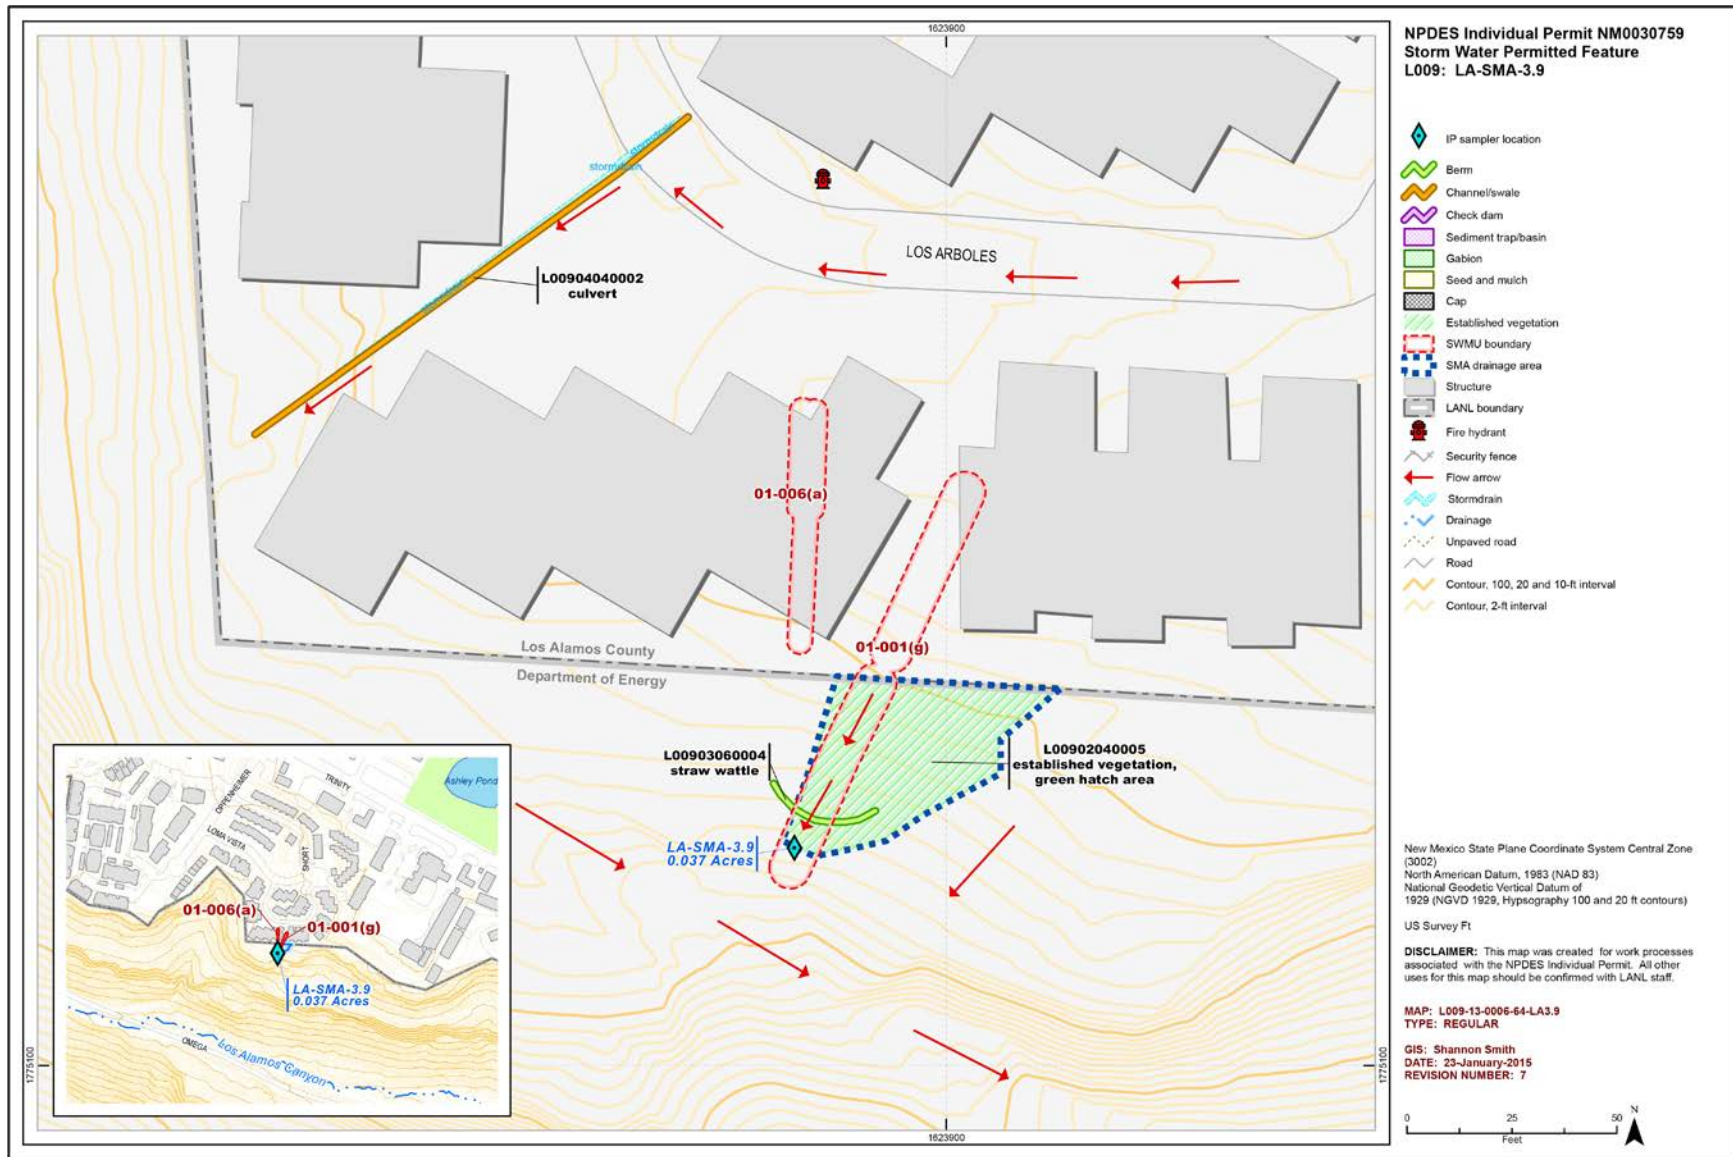 1623900
NPDES Individual Permit NM0030759
Storm Water Permitted Feature
L009: LA-SMA-3.9
IP sampler location
Berm
Channel/swale
Check dam
Sediment trap/basin
Gabion
Seed and mulch
Cap
Established vegetation
SWMU boundary
SMA drainage area
Structure
LANL boundary
Fire hydrant
Security fence
Flow arrow
Stormdrain
Drainage
Unpaved road
Road
Contour, 100, 20 and 10-ft interval
Contour, 2-ft interval
stormdrain
stormdrain
LOS ARBOLES
L00904040002
culvert
stormdrain
01-006(a)
01-001(g)
Los Alamos County
Department of Energy
L00903060004
straw wattle
L00902040005
established vegetation,
green hatch area
LA-SMA-3.9
0.037 Acres
Ashley Pond
TRINITY
OPPENHEIMER
LOMA VISTA
SHORT
01-006(a)
01-001(g)
LA-SMA-3.9
0.037 Acres
OMEGA
Los Alamos Canyon
1775100
1775100
1623900
New Mexico State Plane Coordinate System Central Zone
(3002)
North American Datum, 1983 (NAD 83)
National Geodetic Vertical Datum of
1929 (NGVD 1929, Hypsography 100 and 20 ft contours)
US Survey Ft
DISCLAIMER: This map was created for work processes
associated with the NPDES Individual Permit. All other
uses for this map should be confirmed with LANL staff.
MAP: L009-13-0006-64-LA3.9
TYPE: REGULAR
GIS: Shannon Smith
DATE: 23-January-2015
REVISION NUMBER: 7
0 25 50
Feet
N